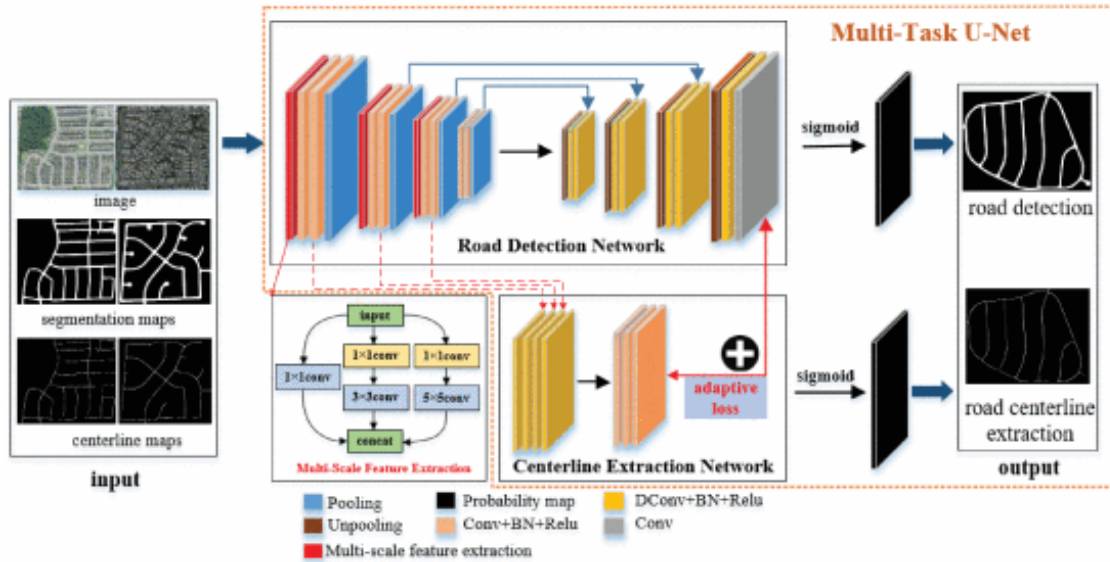 Multi-Task U-Net
image
segmentation maps
centerline maps
input
Road Detection Network
sigmoid
road detection
input
1×1conv
1×1conv
1×1conv
3×3conv
5×5conv
concat
Multi-Scale Feature Extraction
adaptive
loss
Centerline Extraction Network
sigmoid
road centerline
extraction
output
Pooling
Probability map
DConv+BN+Relu
Unpooling
Conv+BN+Relu
Conv
Multi-scale feature extraction